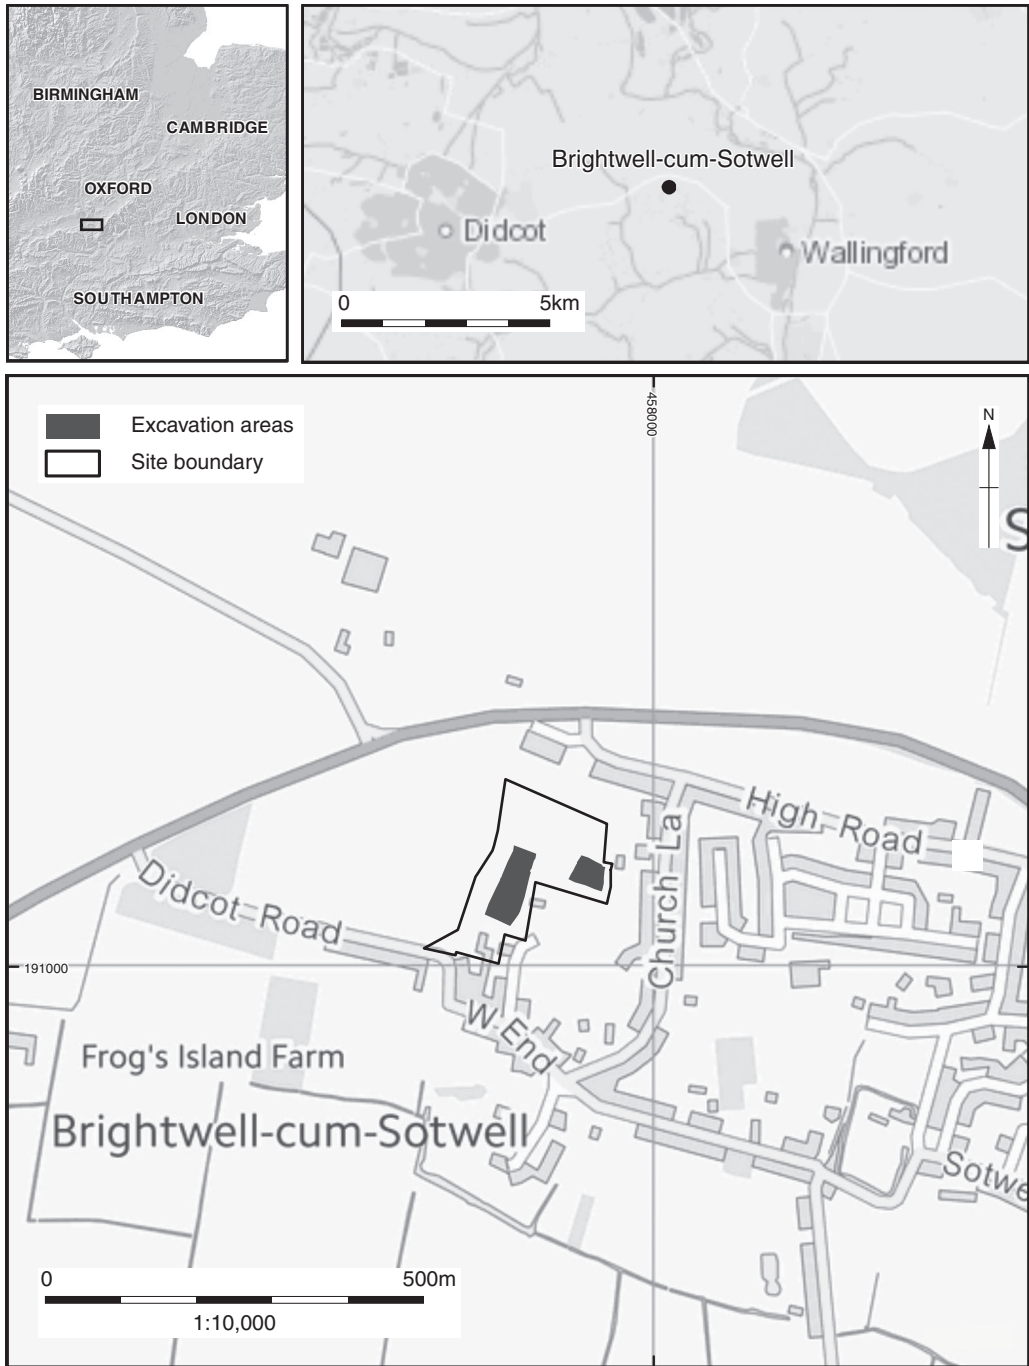 BIRMINGHAM
CAMBRIDGE
OXFORD
LONDON
SOUTHAMPTON
Brightwell-cum-Sotwell
Didcot
Wallingford
0 5km
Excavation areas
Site boundary
458000
N
S
High Road
Church La
Didcot Road
191000
W End
Frog's Island Farm
Brightwell-cum-Sotwell
Sotwe
0 500m
1:10,000